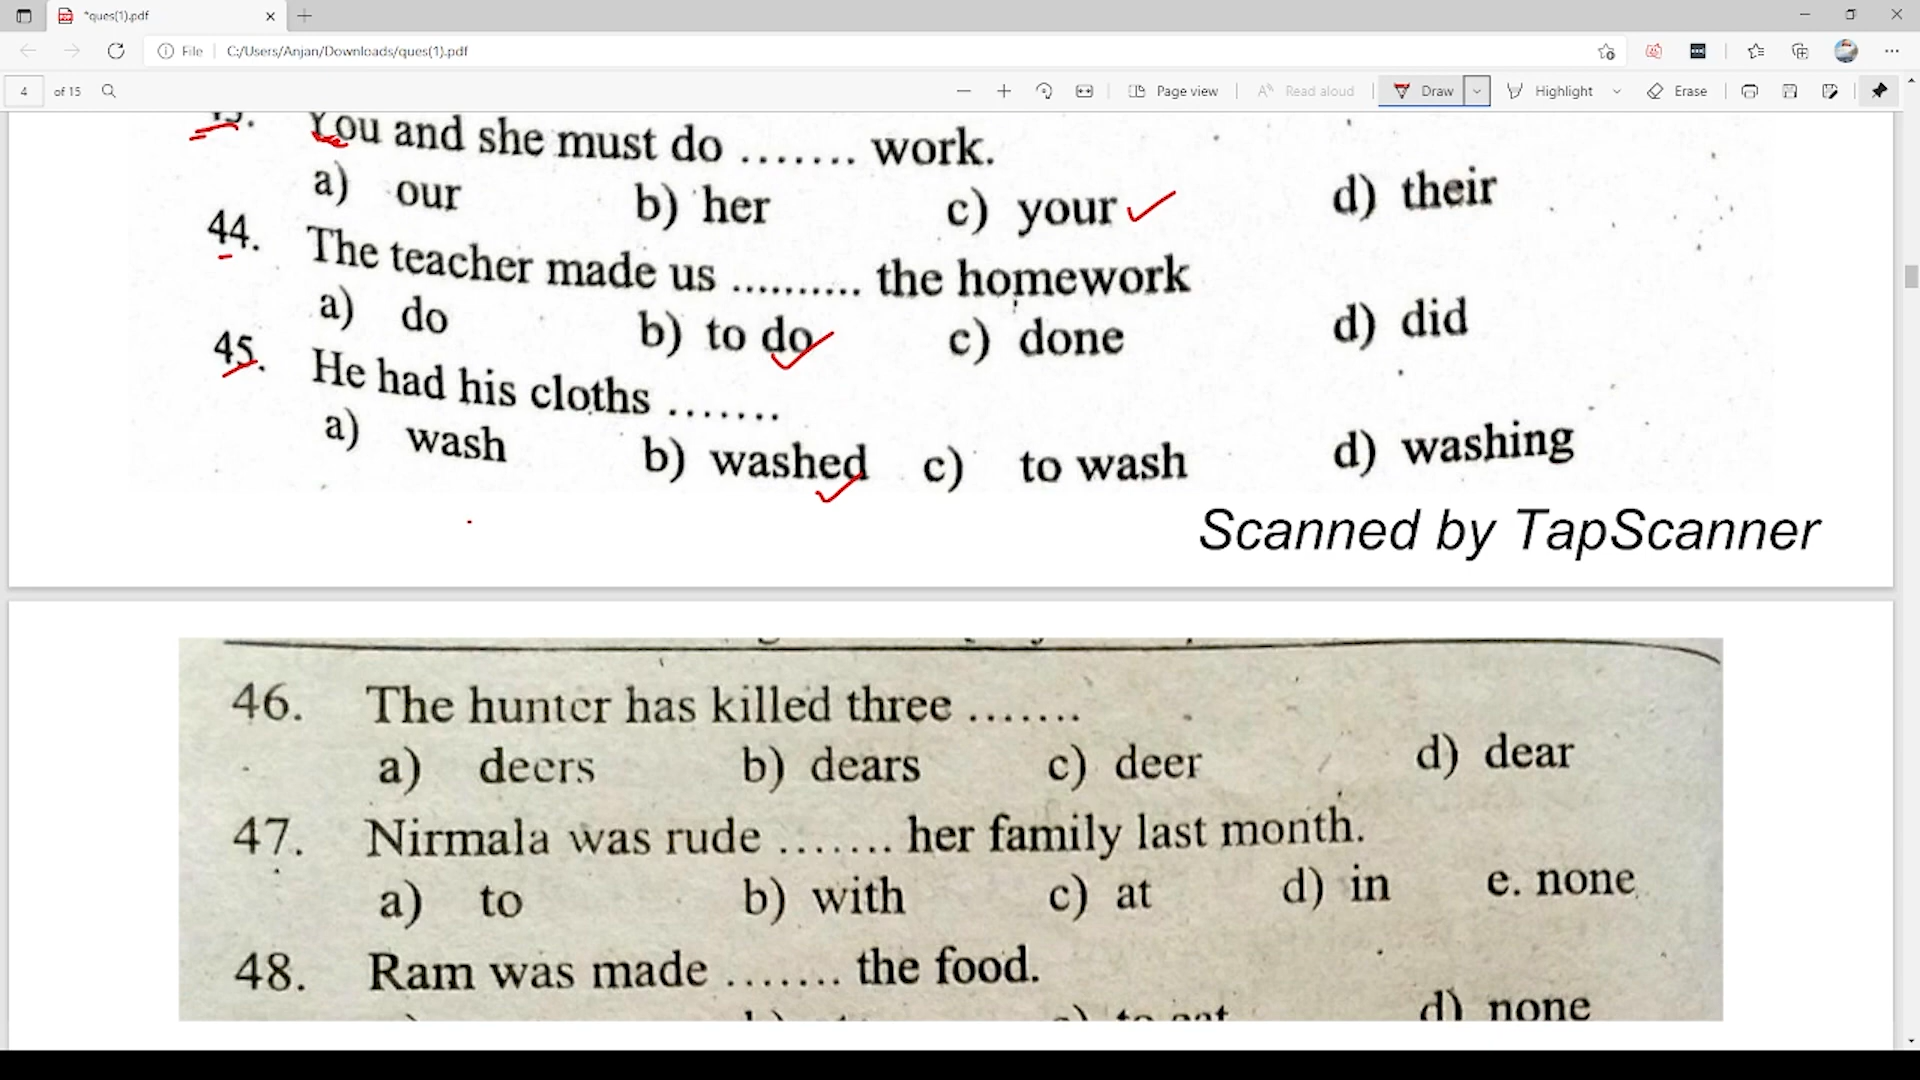 *ques(1).pdf
File C:/Users/Anjan/Downloads/ques(1).pdf
4 of 15 Page view Read aloud Draw Highlight Erase
You and she must do ....... work.
a) our b) her c) your d) their
44. The teacher made us .......... the homework
a) do b) to do c) done d) did
45. He had his cloths .......
a) wash b) washed c) to wash d) washing
Scanned by TapScanner
46. The hunter has killed three .......
a) deers b) dears c) deer d) dear
47. Nirmala was rude ....... her family last month.
a) to b) with c) at d) in e. none
48. Ram was made ....... the food.
d) none